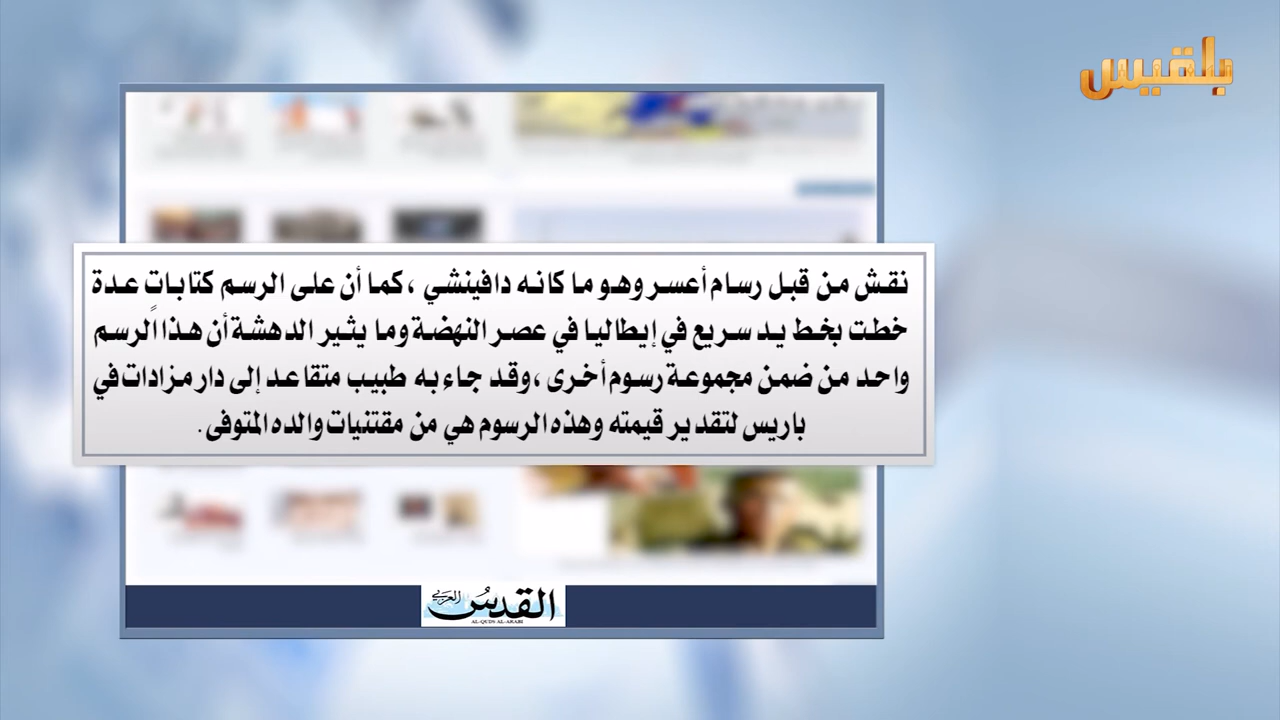 بلقيس
نقش من قبل رسام أعسر وهو ما كانه دافينشي ، كما أن على الرسم كتاباتٍ عدة
خطت بخط يد سريع في إيطاليا في عصر النهضة وما يثير الدهشة أن هذا الرسم
واحد من ضمن مجموعة رسوم أخرى ، وقد جاء به طبيب متقاعد إلى دار مزادات في
باريس لتقدير قيمته وهذه الرسوم هي من مقتنيات والده المتوفى .
القدس العربي
AL-QUDS AL-ARABI